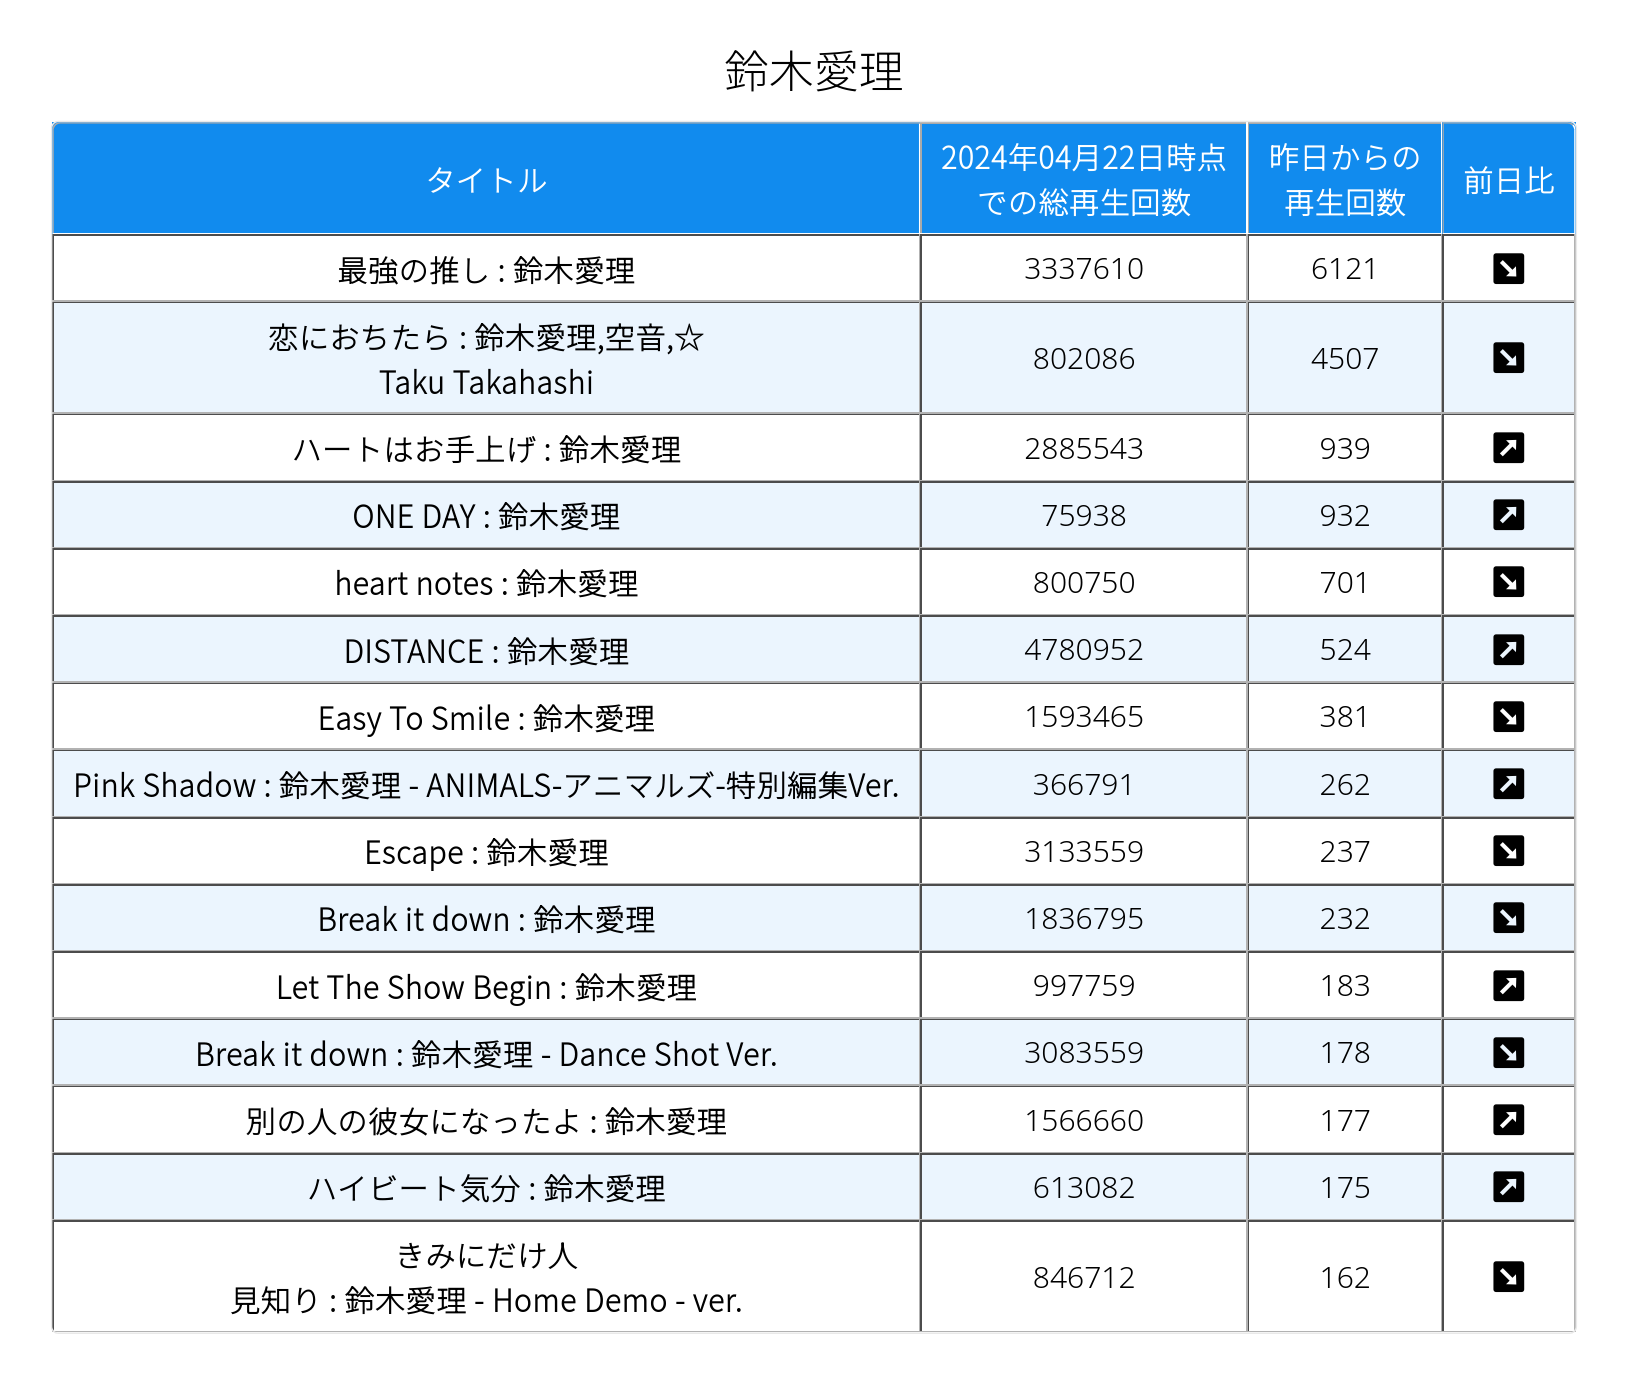 鈴木愛理
タイトル
2024年04月22日時点
での総再生回数
昨日からの
再生回数
前日比
最強の推し : 鈴木愛理 3337610 6121
恋におちたら : 鈴木愛理,空音,☆
Taku Takahashi
802086 4507
ハートはお手上げ : 鈴木愛理 2885543 939
ONE DAY : 鈴木愛理 75938 932
heart notes : 鈴木愛理 800750 701
DISTANCE : 鈴木愛理 4780952 524
Easy To Smile : 鈴木愛理 1593465 381
Pink Shadow : 鈴木愛理 - ANIMALS-アニマルズ-特別編集Ver. 366791 262
Escape : 鈴木愛理 3133559 237
Break it down : 鈴木愛理 1836795 232
Let The Show Begin : 鈴木愛理 997759 183
Break it down : 鈴木愛理 - Dance Shot Ver. 3083559 178
別の人の彼女になったよ : 鈴木愛理 1566660 177
ハイビート気分 : 鈴木愛理 613082 175
きみにだけ人
見知り : 鈴木愛理 - Home Demo - ver.
846712 162